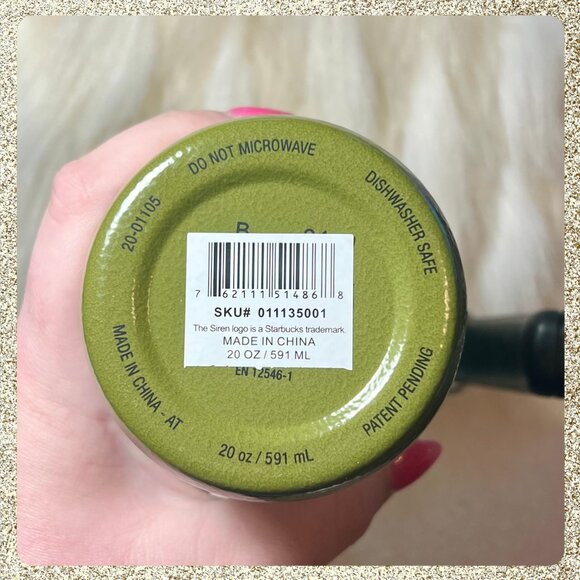 DO NOT MICROWAVE
DISHWASHER SAFE
20-01105
7 62111 51486 8
SKU# 011135001
The Siren logo is a Starbucks trademark.
MADE IN CHINA
20 OZ / 591 ML
EN 12546-1
MADE IN CHINA - AT
PATENT PENDING
20 oz / 591 mL